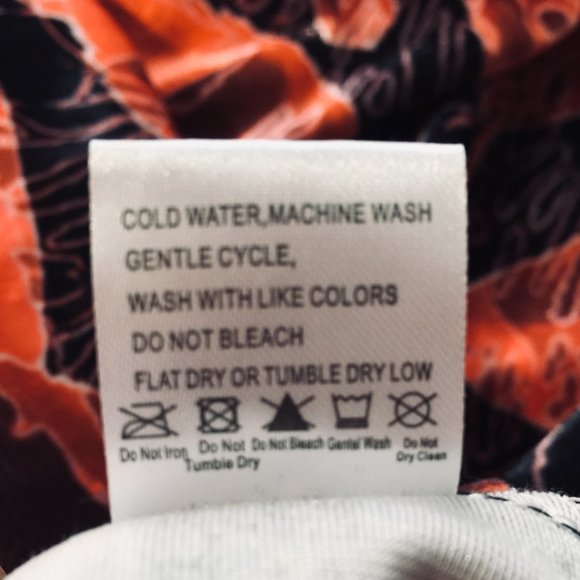 COLD WATER,MACHINE WASH
GENTLE CYCLE,
WASH WITH LIKE COLORS
DO NOT BLEACH
FLAT DRY OR TUMBLE DRY LOW
Do Not Iron Do Not Tumble Dry Do Not Bleach Gental Wash Do Not Dry Clean